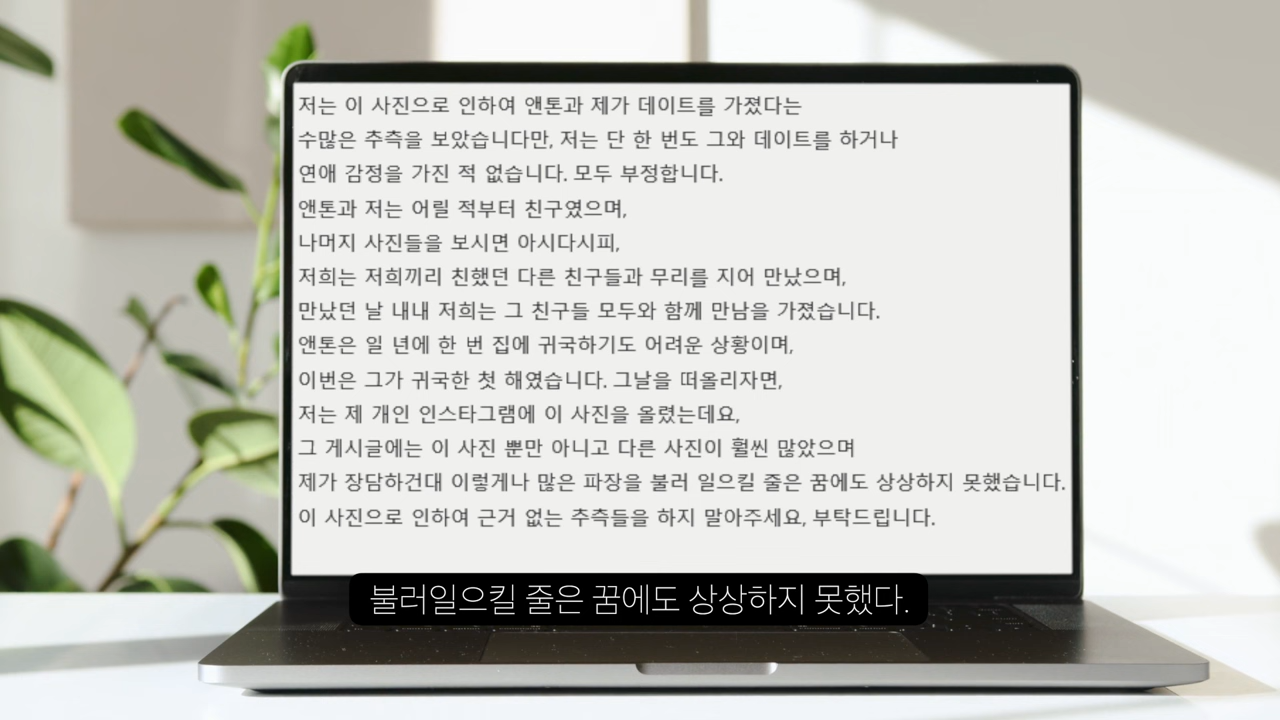 저는 이 사진으로 인하여 앤톤과 제가 데이트를 가졌다는
수많은 추측을 보았습니다만, 저는 단 한 번도 그와 데이트를 하거나
연애 감정을 가진 적 없습니다. 모두 부정합니다.
앤톤과 저는 어릴 적부터 친구였으며,
나머지 사진들을 보시면 아시다시피,
저희는 저희끼리 친했던 다른 친구들과 무리를 지어 만났으며,
만났던 날 내내 저희는 그 친구들 모두와 함께 만남을 가졌습니다.
앤톤은 일 년에 한 번 집에 귀국하기도 어려운 상황이며,
이번은 그가 귀국한 첫 해였습니다. 그날을 떠올리자면,
저는 제 개인 인스타그램에 이 사진을 올렸는데요,
그 게시글에는 이 사진 뿐만 아니고 다른 사진이 훨씬 많았으며
제가 장담하건대 이렇게나 많은 파장을 불러 일으킬 줄은 꿈에도 상상하지 못했습니다.
이 사진으로 인하여 근거 없는 추측들을 하지 말아주세요, 부탁드립니다.
불러일으킬 줄은 꿈에도 상상하지 못했다.